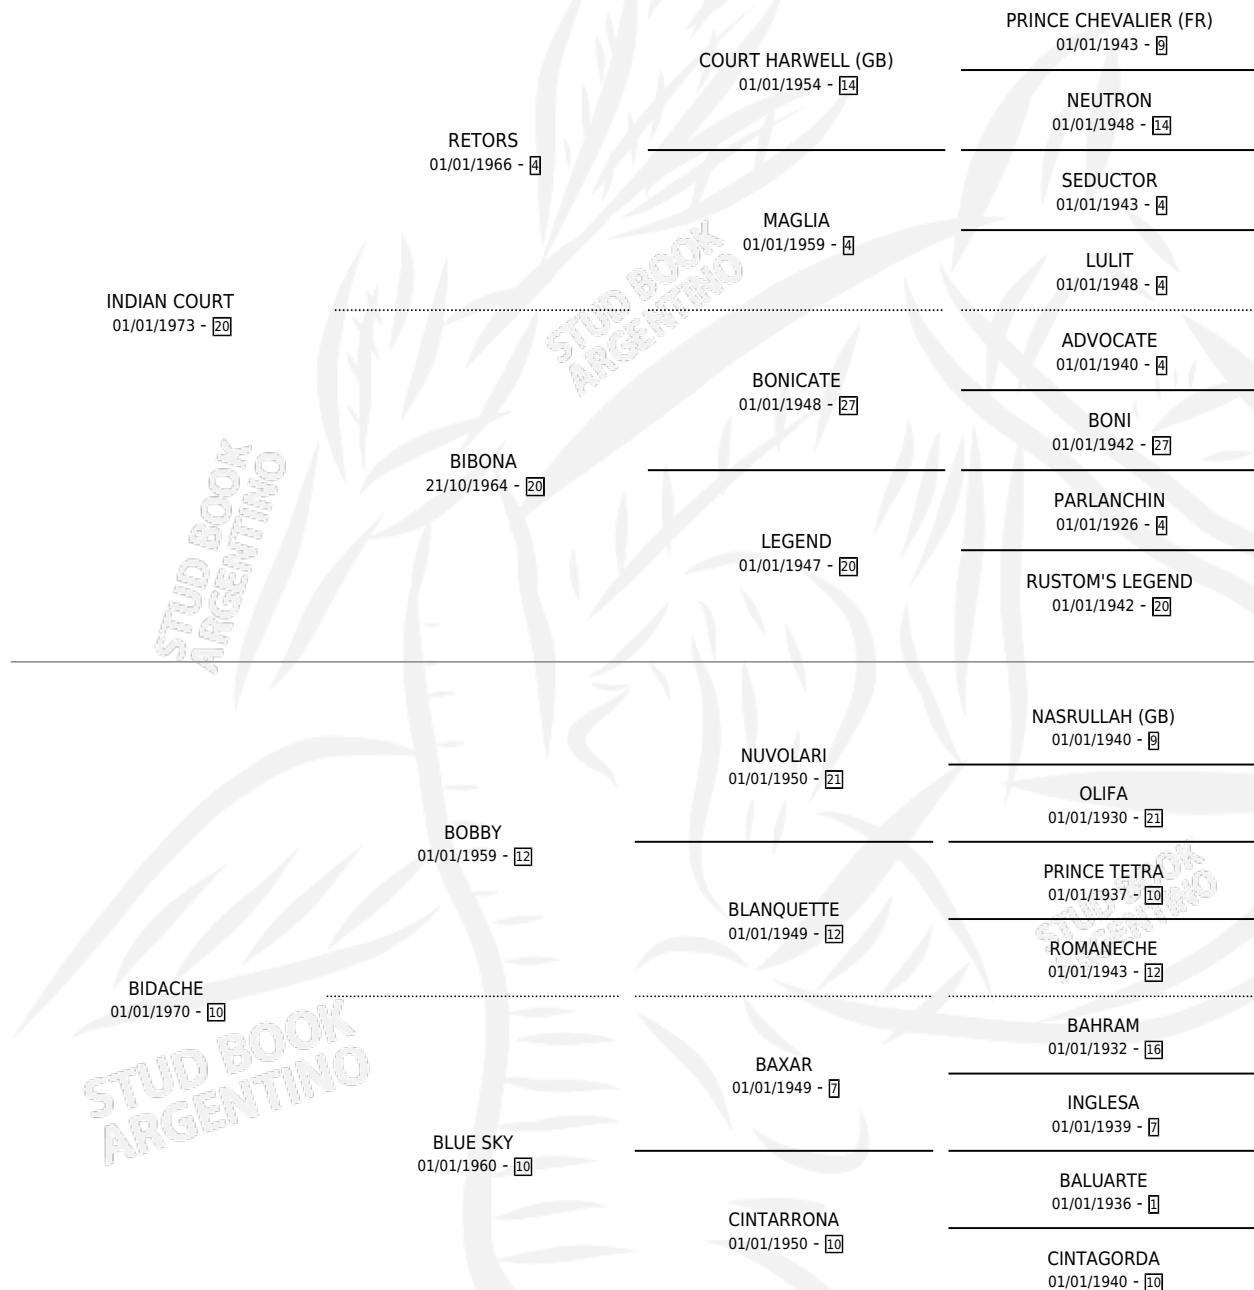 PRINCE CHEVALIER (FR)
01/01/1943 - 9
COURT HARWELL (GB)
01/01/1954 - 14
NEUTRON
01/01/1948 - 14
RETORS
01/01/1966 - 4
SEDUCTOR
01/01/1943 - 4
MAGLIA
01/01/1959 - 4
LULIT
01/01/1948 - 4
INDIAN COURT
01/01/1973 - 20
STUD BOOK
ARGENTINO
ADVOCATE
01/01/1940 - 4
BONICATE
01/01/1948 - 27
BONI
01/01/1942 - 27
BIBONA
21/10/1964 - 20
PARLANCHIN
01/01/1926 - 4
LEGEND
01/01/1947 - 20
RUSTOM'S LEGEND
01/01/1942 - 20
STUD BOOK
ARGENTINO
NASRULLAH (GB)
01/01/1940 - 9
NUVOLARI
01/01/1950 - 21
OLIFA
01/01/1930 - 21
BOBBY
01/01/1959 - 12
PRINCE TETRA
01/01/1937 - 10
BLANQUETTE
01/01/1949 - 12
STUD BOOK
ARGENTINO
ROMANECHE
01/01/1943 - 12
BIDACHE
01/01/1970 - 10
STUD BOOK
ARGENTINO
BAHRAM
01/01/1932 - 16
BAXAR
01/01/1949 - 7
INGLESA
01/01/1939 - 7
BLUE SKY
01/01/1960 - 10
BALUARTE
01/01/1936 - 1
CINTARRONA
01/01/1950 - 10
CINTAGORDA
01/01/1940 - 10